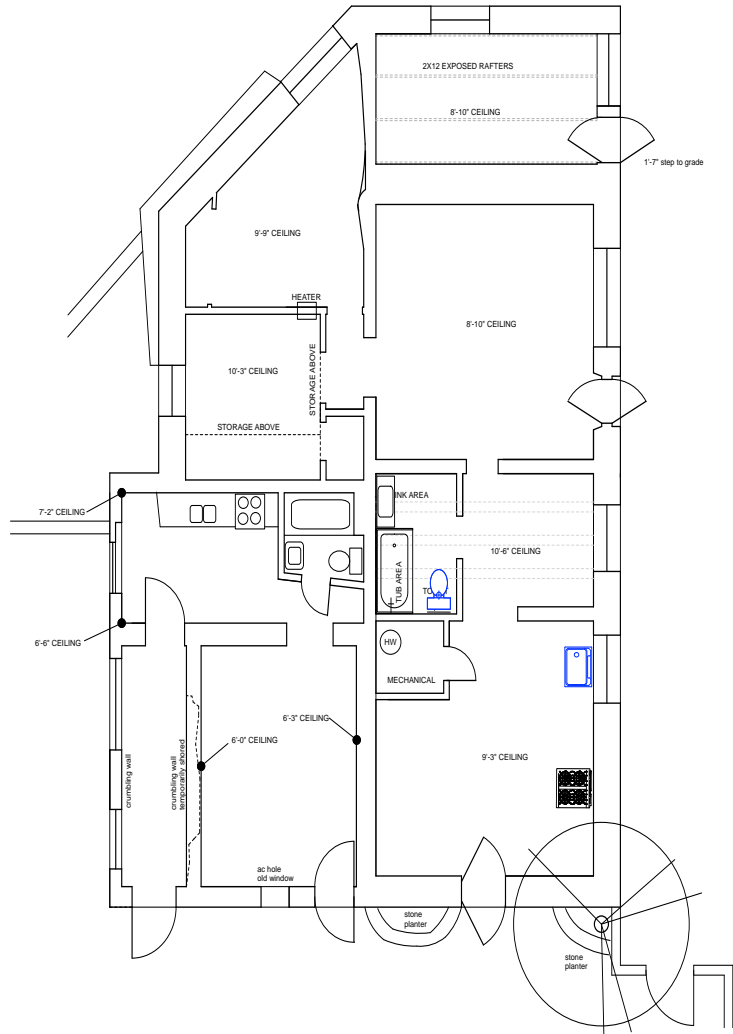 2X12 EXPOSED RAFTERS
8'-10" CEILING
1'-7" step to grade
9'-9" CEILING
HEATER
8'-10" CEILING
10'-3" CEILING
STORAGE ABOVE
STORAGE ABOVE
7'-2" CEILING
INK AREA
10'-6" CEILING
TUB AREA
6'-6" CEILING
HW
MECHANICAL
6'-3" CEILING
6'-0" CEILING
9'-3" CEILING
crumbling wall
crumbling wall
temporarily shored
ac hole
old window
stone
planter
stone
planter